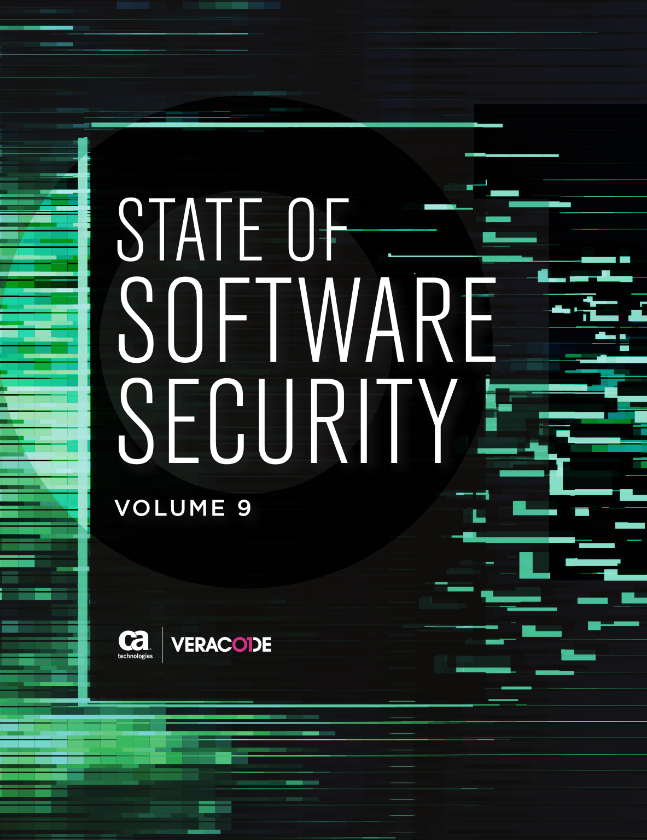 STATE OF
SOFTWARE
SECURITY
VOLUME 9
ca
technologies
VERACODE